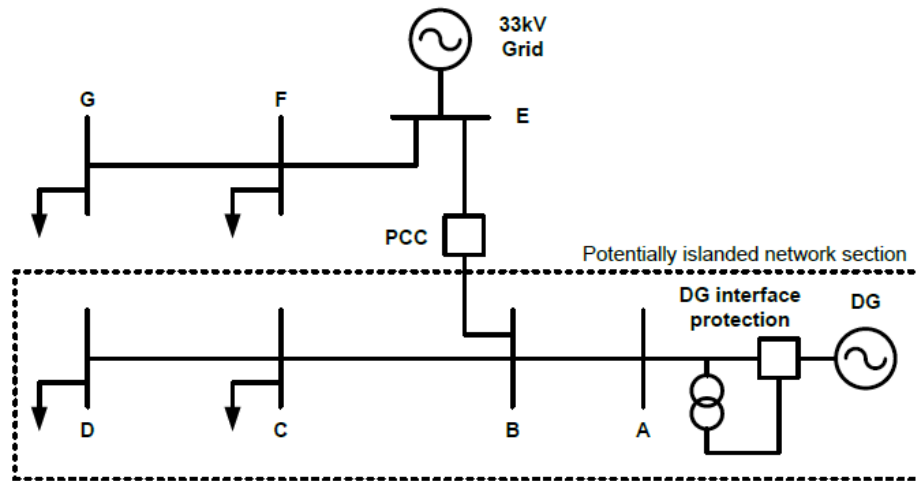 33kV
Grid
G
F
E
PCC
Potentially islanded network section
DG interface
protection
DG
D
C
B
A